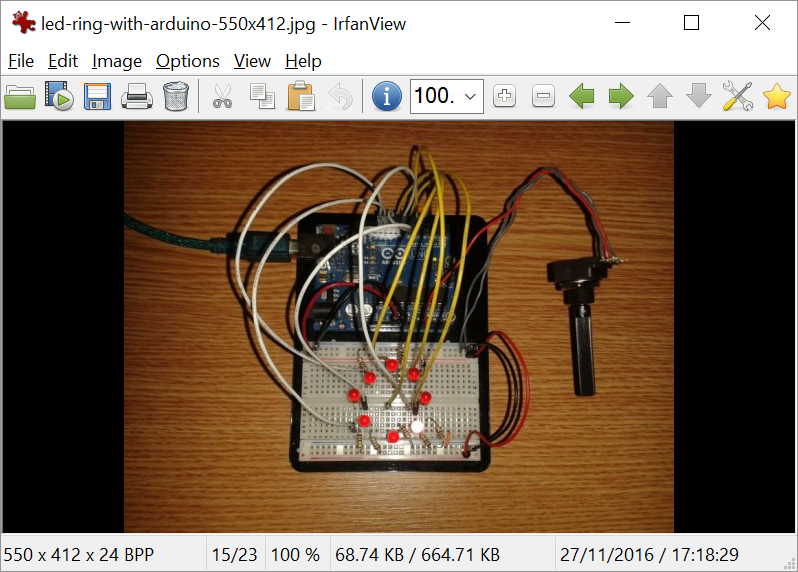 led-ring-with-arduino-550x412.jpg - IrfanView
File Edit Image Options View Help
100.
UNO
550 x 412 x 24 BPP 15/23 100 % 68.74 KB / 664.71 KB 27/11/2016 / 17:18:29